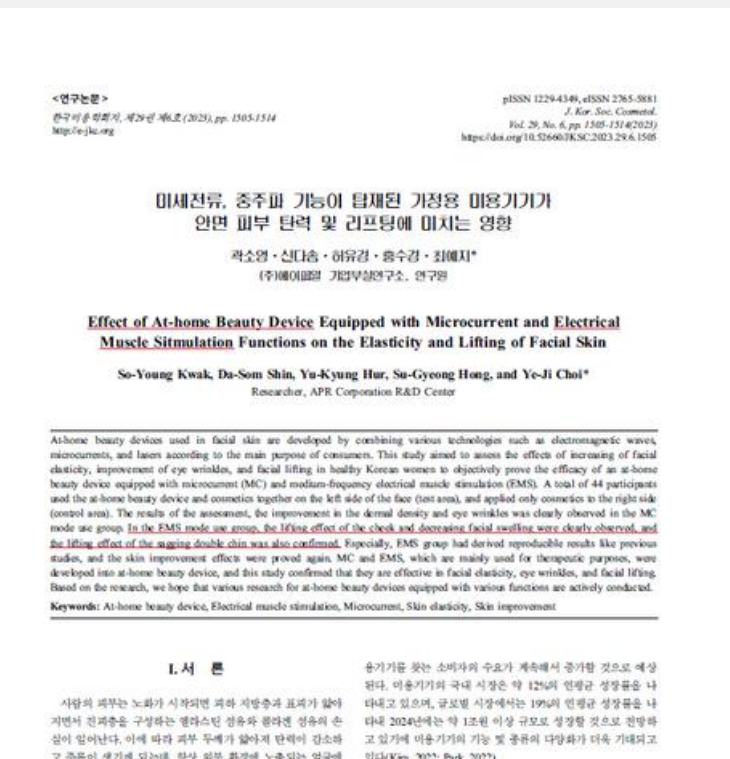 <연구논문>
한국미용학회지, 제29권 제6호 (2023), pp. 1505-1514
http://e-jkc.org
pISSN 1229-4349, eISSN 2765-5881
J. Kor. Soc. Cosmetol.
Vol. 29, No. 6, pp. 1505-1514(2023)
https://doi.org/10.52660/JKSC.2023.29.6.1505
미세전류, 중주파 기능이 탑재된 가정용 미용기기가
안면 피부 탄력 및 리프팅에 미치는 영향
곽소영・신다솜・허유경・홍수경・최예지*
(주)에이피알 기업부설연구소, 연구원
Effect of At-home Beauty Device Equipped with Microcurrent and Electrical
Muscle Sitmulation Functions on the Elasticity and Lifting of Facial Skin
So-Young Kwak, Da-Som Shin, Yu-Kyung Hur, Su-Gyeong Hong, and Ye-Ji Choi*
Researcher, APR Corporation R&D Center
At-home beauty devices used in facial skin are developed by combining various technologies such as electromagnetic waves,
microcurrents, and lasers according to the main purpose of consumers. This study aimed to assess the effects of increasing of facial
elasticity, improvement of eye wrinkles, and facial lifting in healthy Korean women to objectively prove the efficacy of an at-home
beauty device equipped with microcurrent (MC) and medium-frequency electrical muscle stimulation (EMS). A total of 44 participants
used the at-home beauty device and cosmetics together on the left side of the face (test area), and applied only cosmetics to the right side
(control area). The results of the assessment, the improvement in the dermal density and eye wrinkles was clearly observed in the MC
mode use group. In the EMS mode use group, the lifting effect of the cheek and decreasing facial swelling were clearly observed, and
the lifting effect of the sagging double chin was also confirmed. Especially, EMS group had derived reproducible results like previous
studies, and the skin improvement effects were proved again. MC and EMS, which are mainly used for therapeutic purposes, were
developed into at-home beauty device, and this study confirmed that they are effective in facial elasticity, eye wrinkles, and facial lifting.
Based on the research, we hope that various research for at-home beauty devices equipped with various functions are actively conducted.
Keywords: At-home beauty device, Electrical muscle stimulation, Microcurrent, Skin elasticity, Skin improvement
I. 서 론
사람의 피부는 노화가 시작되면 피하 지방층과 표피가 얇아
지면서 진피층을 구성하는 엘라스틴 섬유와 콜라겐 섬유의 손
실이 일어난다. 이에 따라 피부 두께가 얇아져 탄력이 감소하
고 주름이 생기게 되는데, 항상 외부 환경에 노출되는 얼굴에
용기기를 찾는 소비자의 수요가 계속해서 증가할 것으로 예상
된다. 미용기기의 국내 시장은 약 12%의 연평균 성장률을 나
타내고 있으며, 글로벌 시장에서는 19%의 연평균 성장률을 나
타내 2024년에는 약 1조원 이상 규모로 성장할 것으로 전망하
고 있기에 미용기기의 기능 및 종류의 다양화가 더욱 기대되고
있다(Kim, 2022; Park, 2022).